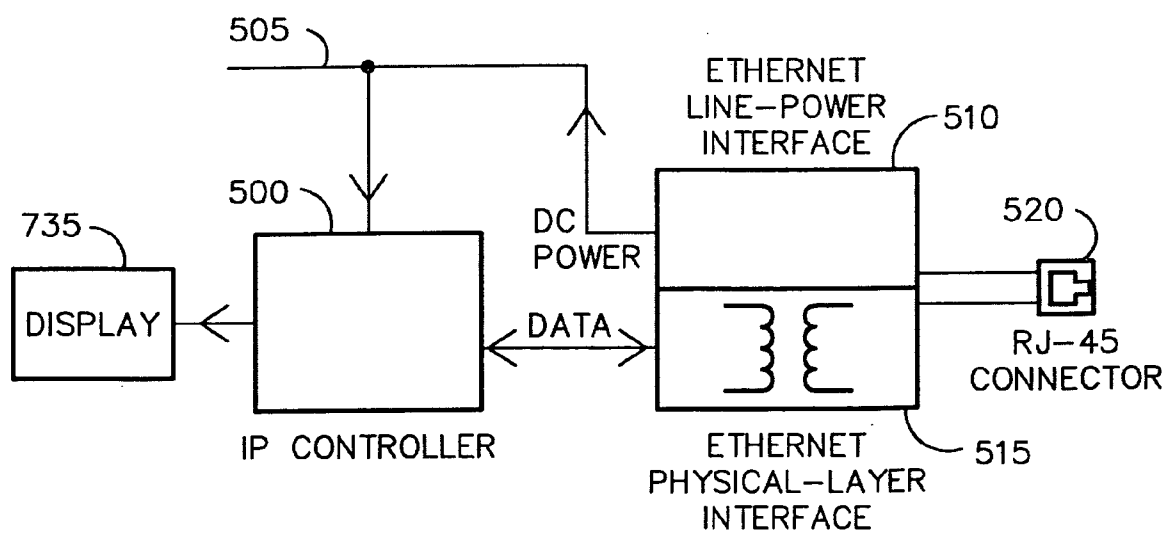 505
ETHERNET
LINE-POWER
INTERFACE
510
500
DC
POWER
520
735
DISPLAY
DATA
RJ-45
CONNECTOR
IP CONTROLLER
ETHERNET
PHYSICAL-LAYER
INTERFACE
515